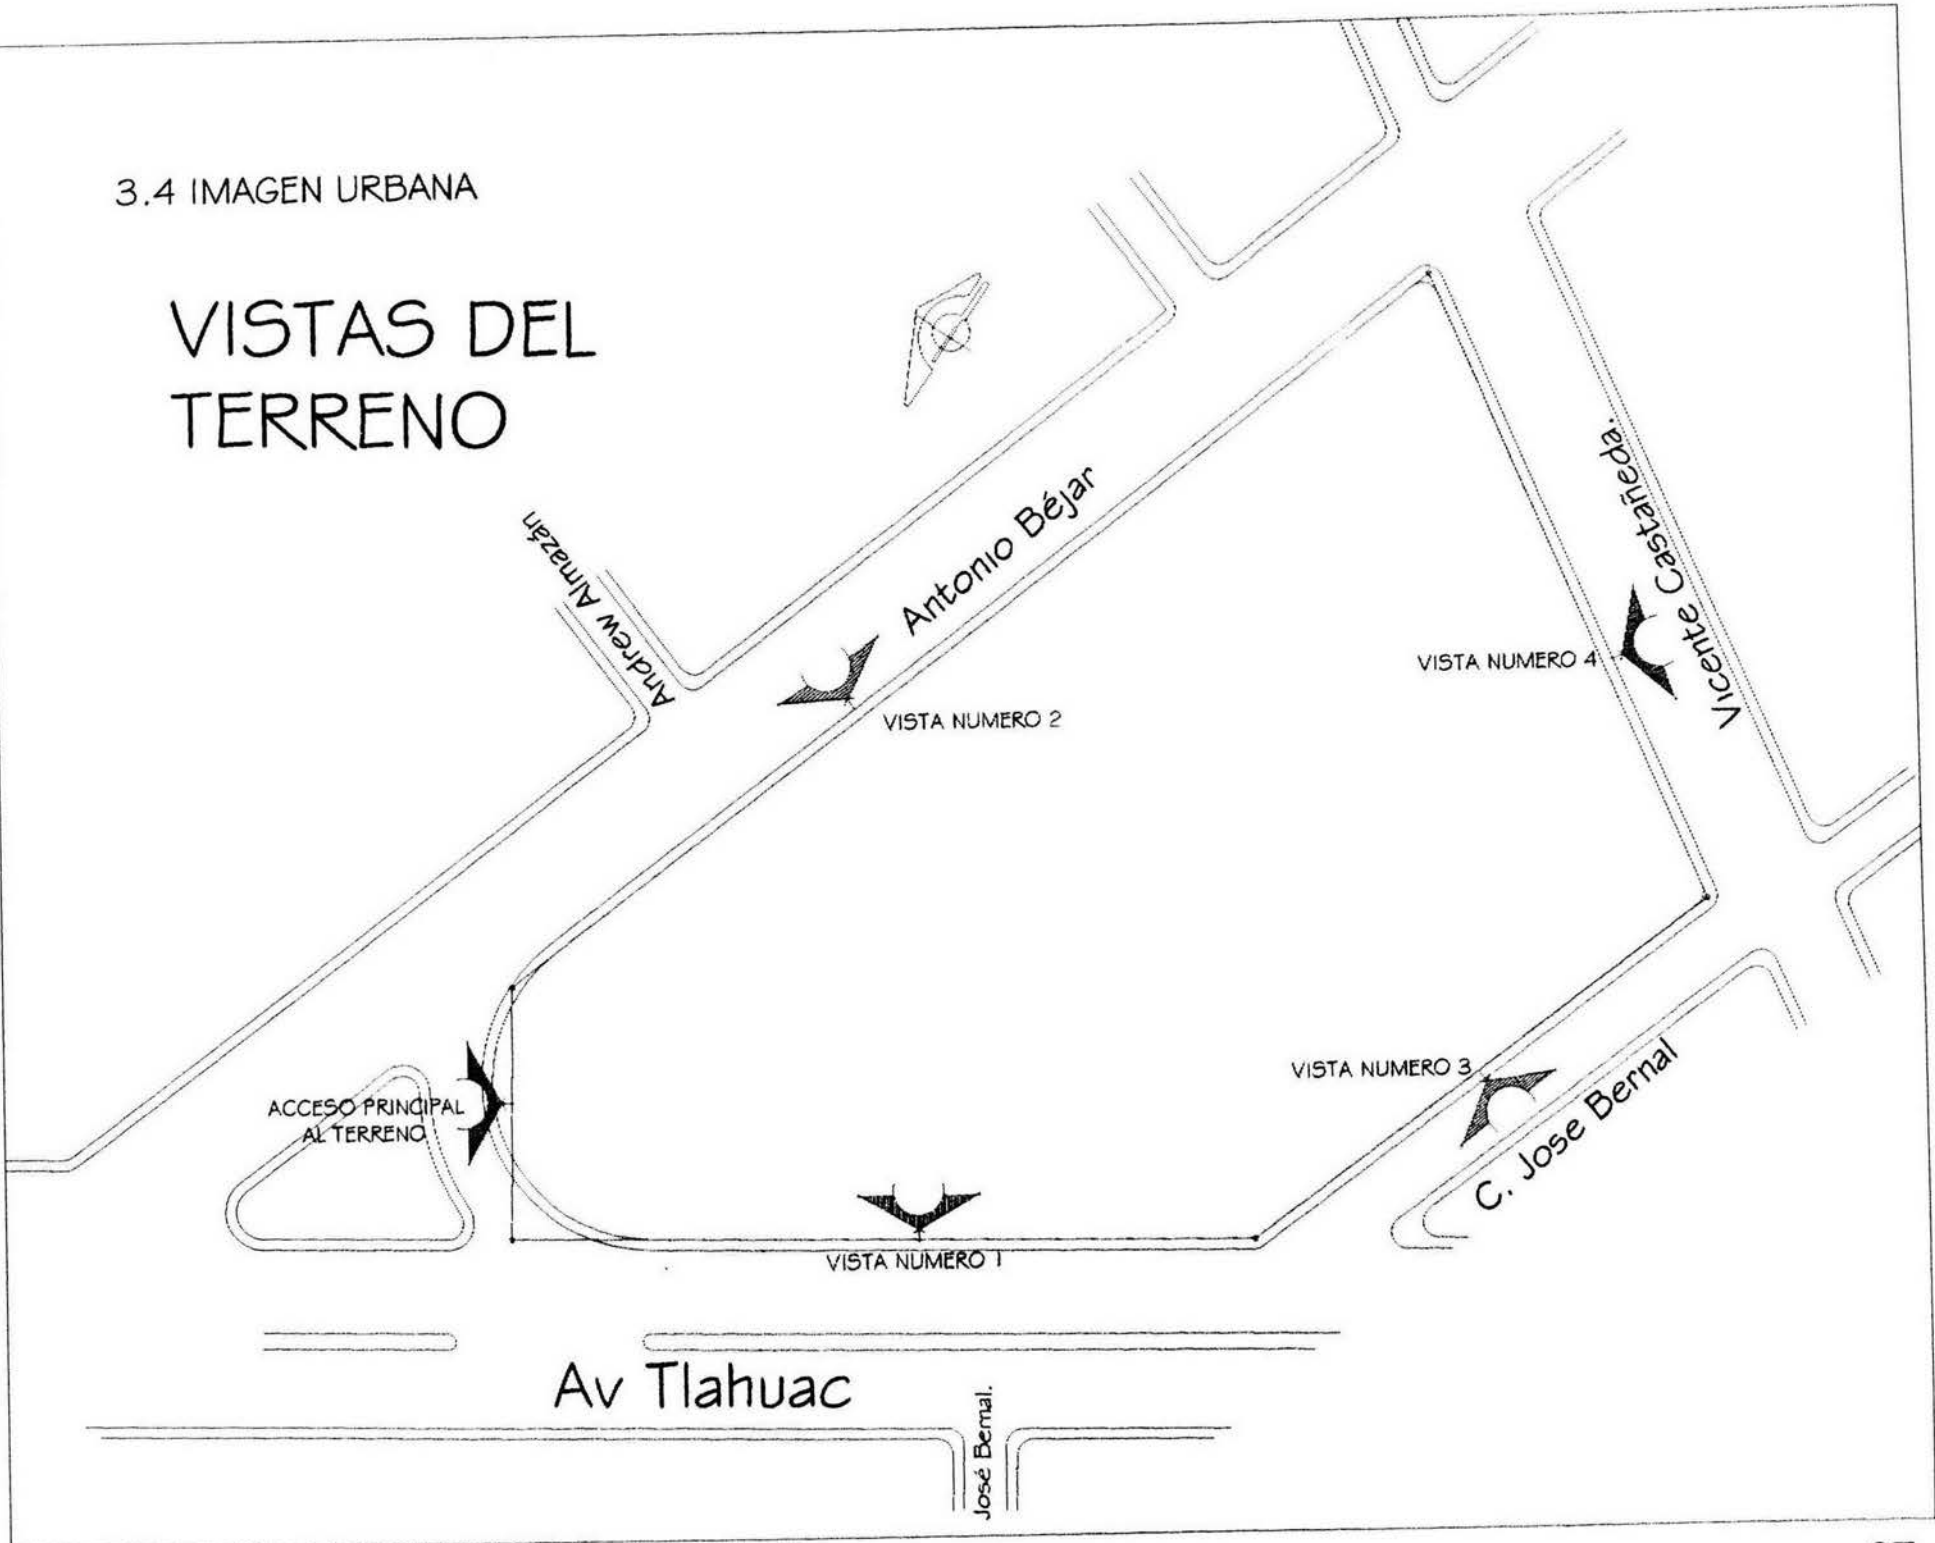 3.4 IMAGEN URBANA
VISTAS DEL
TERRENO
Andrew Almazán
Antonio Béjar
Vicente Castañeda.
VISTA NUMERO 4
VISTA NUMERO 2
VISTA NUMERO 3
C. Jose Bernal
ACCESO PRINCIPAL
AL TERRENO
VISTA NUMERO 1
Av Tlahuac
José Bernal.